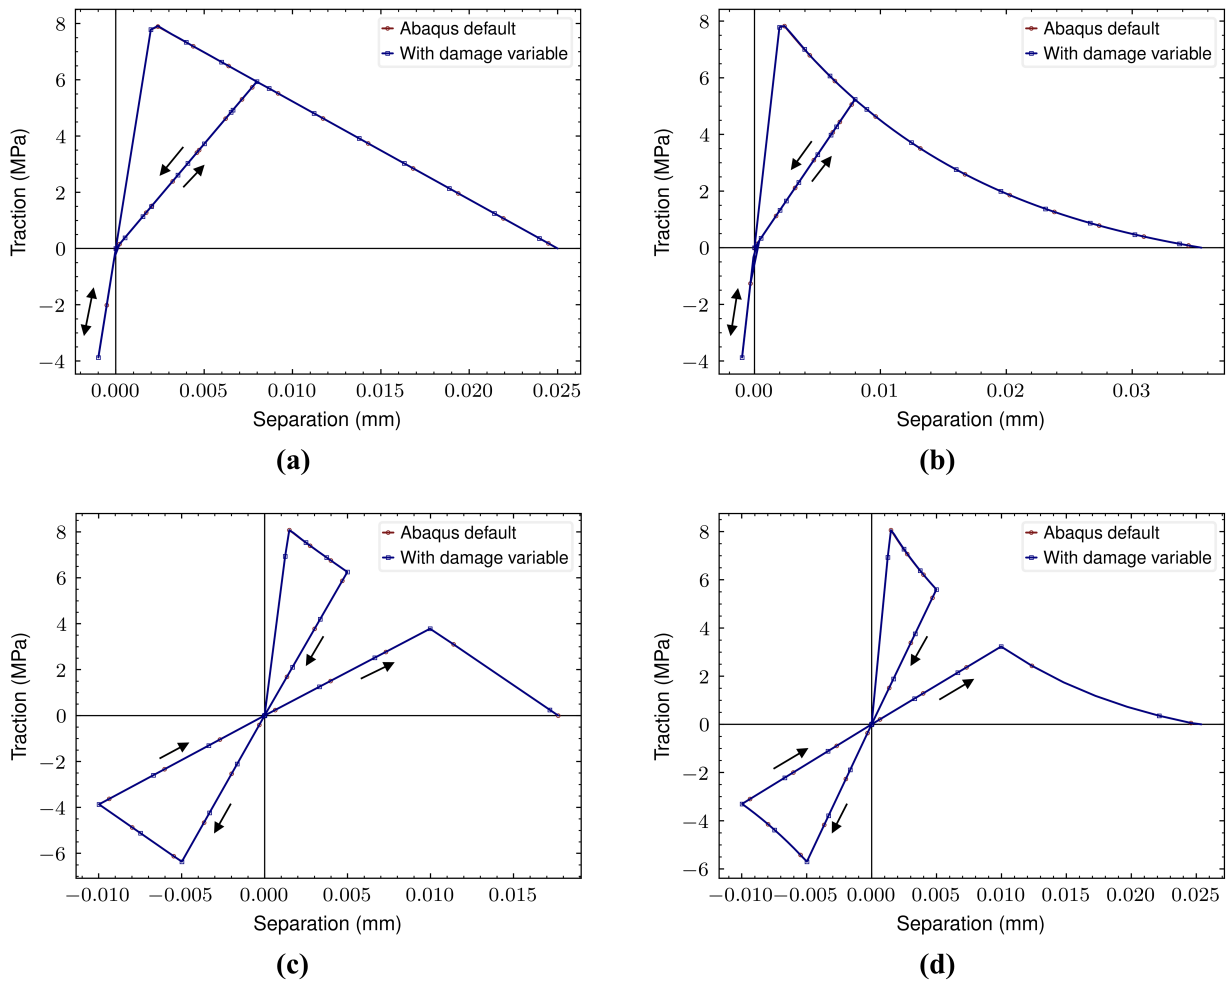 8
6
4
2
0
−2
−4
Traction (MPa)
Abaqus default
With damage variable
0.000 0.005 0.010 0.015 0.020 0.025
Separation (mm)
(a)
8
6
4
2
0
−2
−4
Traction (MPa)
Abaqus default
With damage variable
0.00 0.01 0.02 0.03
Separation (mm)
(b)
8
6
4
2
0
−2
−4
−6
Traction (MPa)
Abaqus default
With damage variable
−0.010 −0.005 0.000 0.005 0.010 0.015
Separation (mm)
(c)
8
6
4
2
0
−2
−4
−6
Traction (MPa)
Abaqus default
With damage variable
−0.010 −0.005 0.000 0.005 0.010 0.015 0.020 0.025
Separation (mm)
(d)